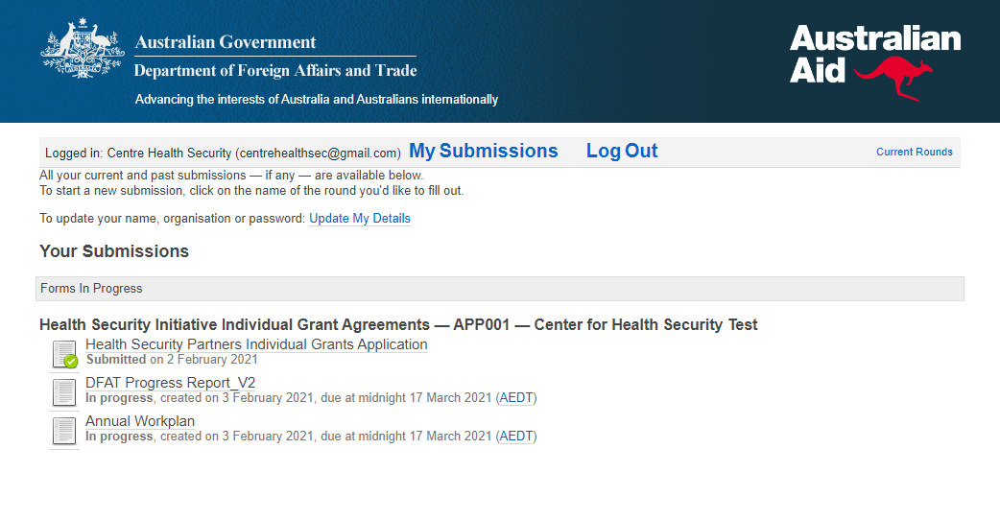 Australian Government
Department of Foreign Affairs and Trade
Advancing the interests of Australia and Australians internationally
Australian
Aid
Logged in: Centre Health Security (centrehealthsec@gmail.com) My Submissions Log Out Current Rounds
All your current and past submissions — if any — are available below.
To start a new submission, click on the name of the round you'd like to fill out.
To update your name, organisation or password: Update My Details
Your Submissions
Forms In Progress
Health Security Initiative Individual Grant Agreements — APP001 — Center for Health Security Test
Health Security Partners Individual Grants Application
Submitted on 2 February 2021
DFAT Progress Report_V2
In progress, created on 3 February 2021, due at midnight 17 March 2021 (AEDT)
Annual Workplan
In progress, created on 3 February 2021, due at midnight 17 March 2021 (AEDT)